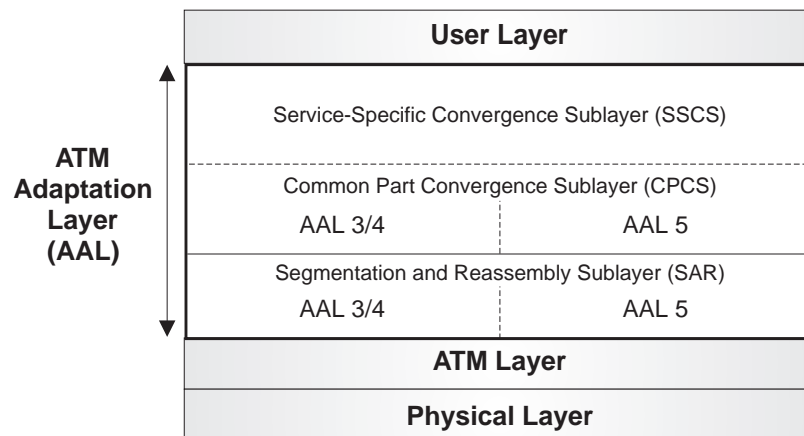 User Layer
Service-Specific Convergence Sublayer (SSCS)
ATM
Adaptation
Layer
(AAL)
Common Part Convergence Sublayer (CPCS)
AAL 3/4 AAL 5
Segmentation and Reassembly Sublayer (SAR)
AAL 3/4 AAL 5
ATM Layer
Physical Layer